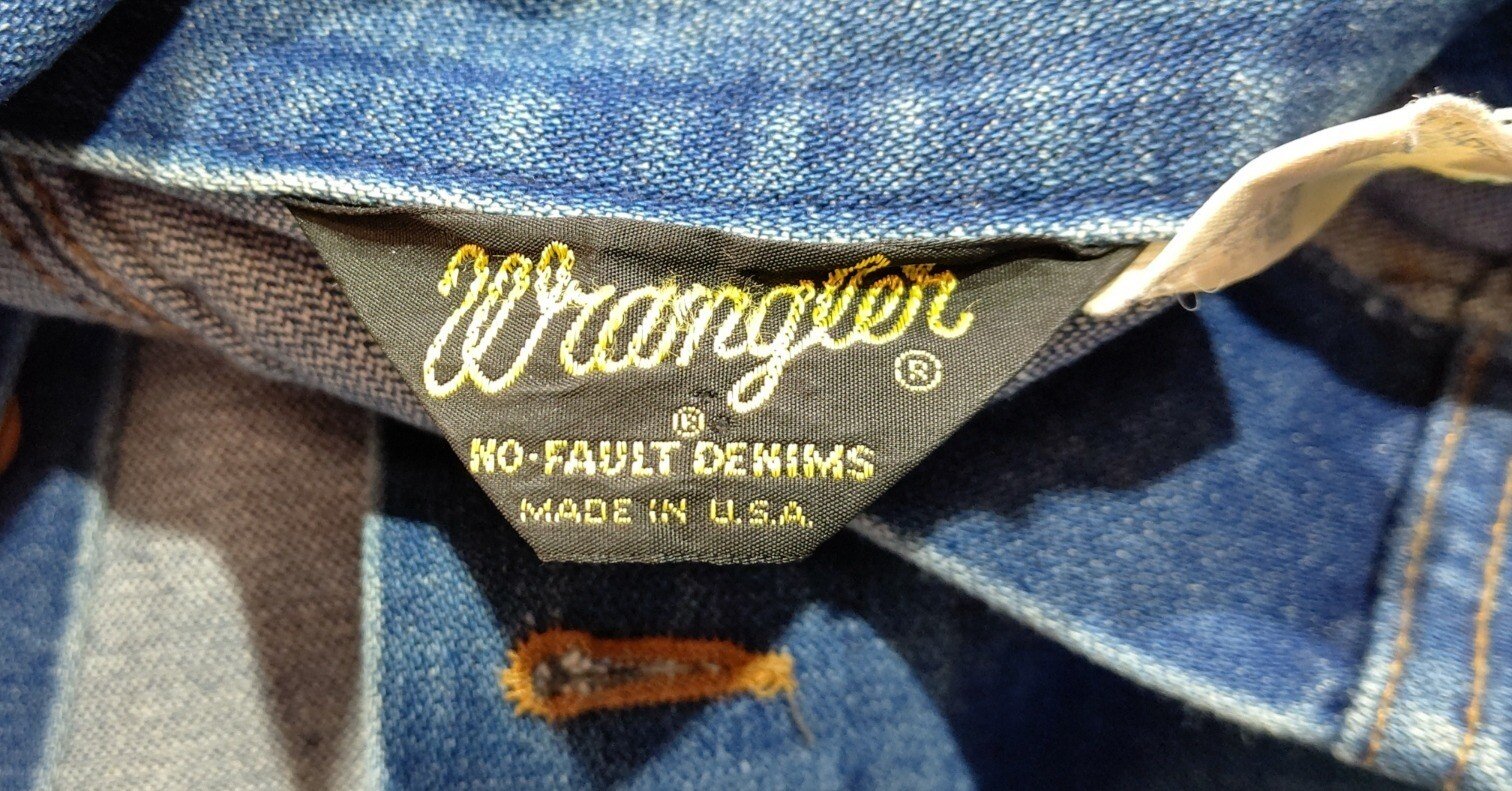 Wrangler
®
®
NO-FAULT DENIMS
MADE IN U.S.A.